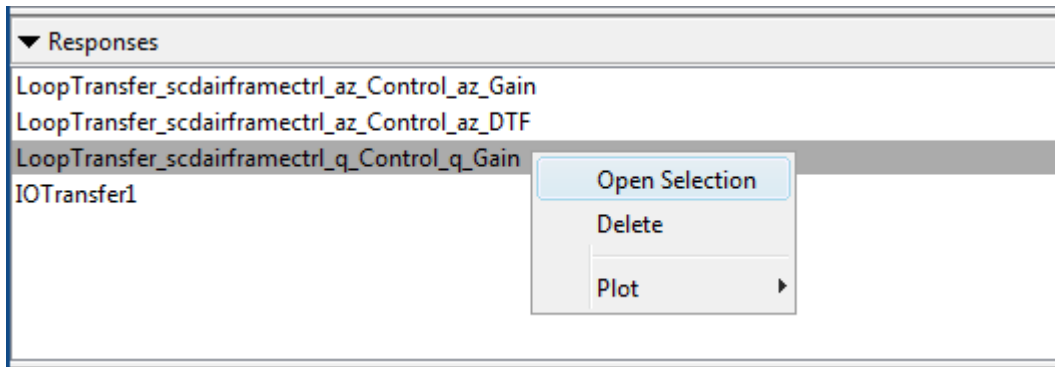 Responses
LoopTransfer_scdairframectrl_az_Control_az_Gain
LoopTransfer_scdairframectrl_az_Control_az_DTF
LoopTransfer_scdairframectrl_q_Control_q_Gain
IOTransfer1
Open Selection
Delete
Plot